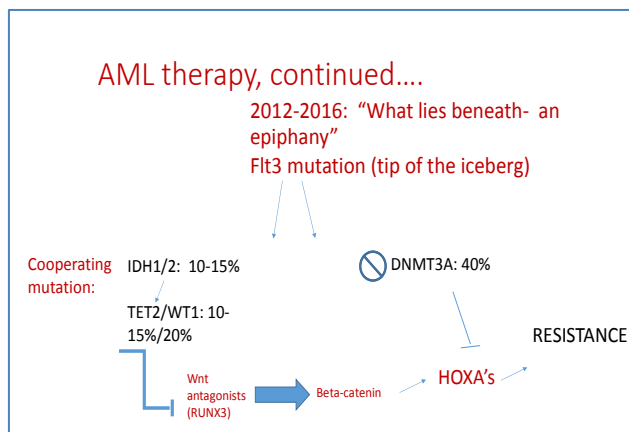 AML therapy, continued….
2012-2016:  “What lies beneath-  an
epiphany”
Flt3 mutation (tip of the iceberg)
Cooperating
mutation:
IDH1/2:  10-15%
DNMT3A: 40%
TET2/WT1: 10-
15%/20%
RESISTANCE
Wnt
antagonists
(RUNX3)
Beta-catenin
HOXA’s